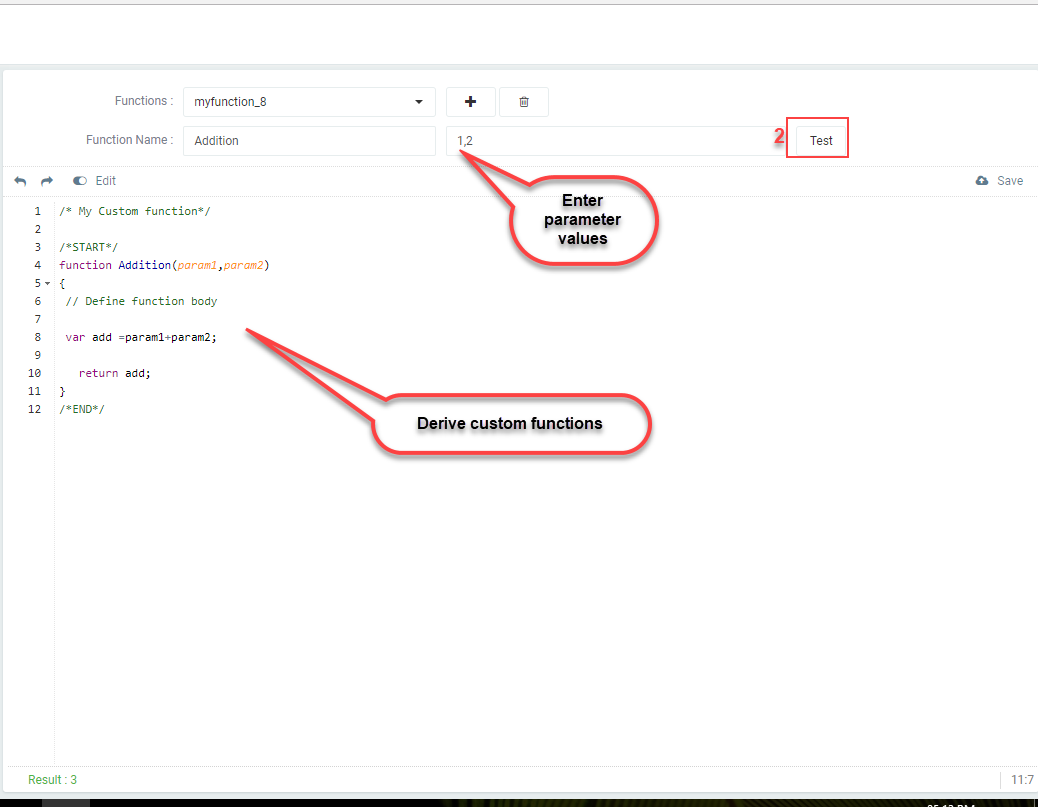 Functions : myfunction_8
Function Name : Addition 1,2 2 Test
Edit Save
Enter
parameter
values
1 /* My Custom function*/
2
3 /*START*/
4 function Addition(param1,param2)
5 {
6 // Define function body
7
8 var add =param1+param2;
9
10 return add;
11 }
12 /*END*/
Derive custom functions
Result : 3 11:7